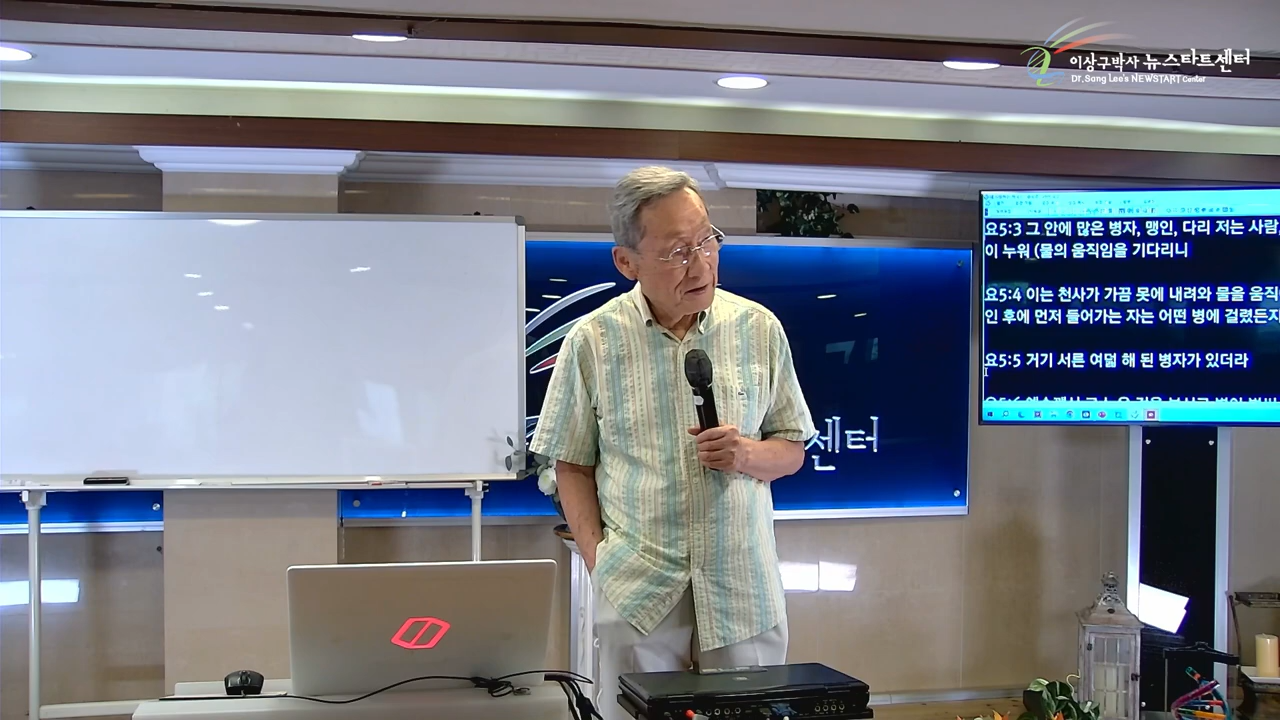 이상구박사 뉴스타트센터
Dr. Sang Lee's NEWSTART Center
요5:3 그 안에 많은 병자, 맹인, 다리 저는 사람,
이 누워 (물의 움직임을 기다리니
요5:4 이는 천사가 가끔 못에 내려와 물을 움직
인 후에 먼저 들어가는 자는 어떤 병에 걸렸든지
요5:5 거기 서른 여덟 해 된 병자가 있더라
센터